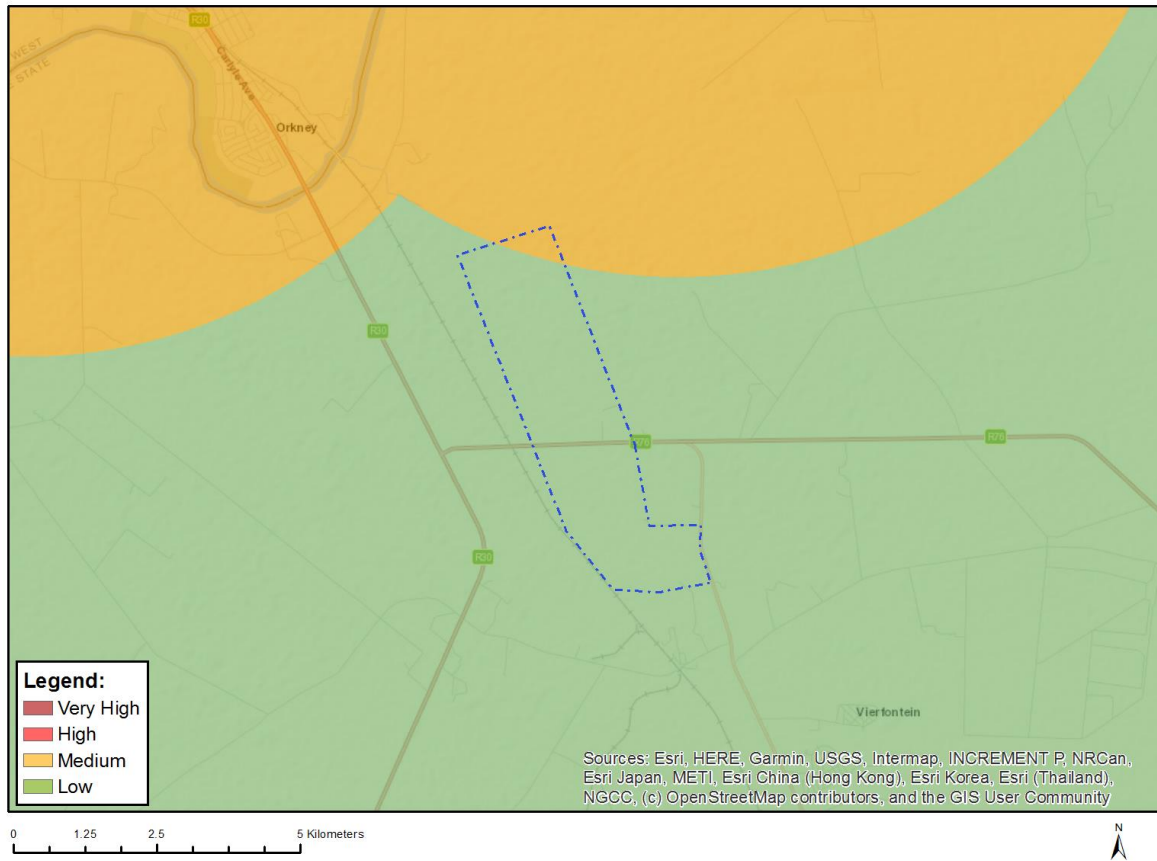 R30
Carlyle Ave
WEST
STATE
Orkney
R30
R76
R76
R30
Vierfontein
Legend:
Very High
High
Medium
Low
Sources: Esri, HERE, Garmin, USGS, Intermap, INCREMENT P, NRCan,
Esri Japan, METI, Esri China (Hong Kong), Esri Korea, Esri (Thailand),
NGCC, (c) OpenStreetMap contributors, and the GIS User Community
0 1.25 2.5 5 Kilometers
N